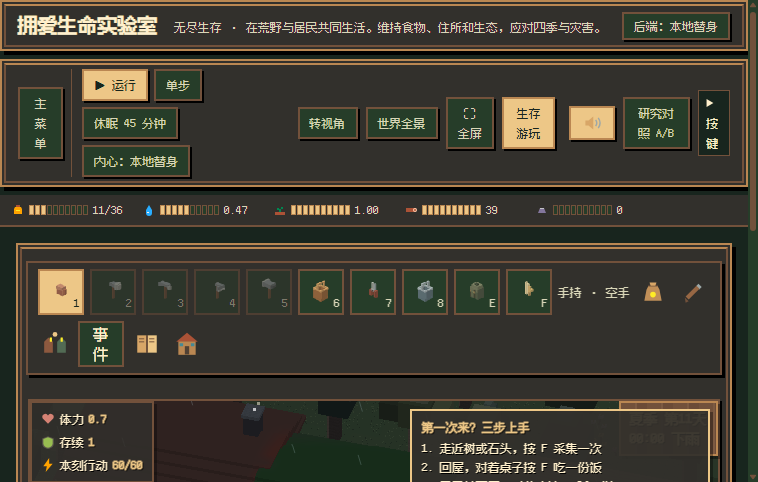 拥爱生命实验室
无尽生存 · 在荒野与居民共同生活。维持食物、住所和生态，应对四季与灾害。
后端: 本地替身
主菜单
▶ 运行
单步
休眠 45 分钟
内心: 本地替身
转视角
世界全景
全屏
生存游玩
研究对照 A/B
▶ 按键
11/36
0.47
1.00
39
0
1
2
3
4
5
6
7
8
E
F
手持 · 空手
事件
体力 0.7
存续 1
本刻行动 60/60
第一次来? 三步上手
1. 走近树或石头，按 F 采集一次
2. 回屋，对着桌子按 F 吃一份饭